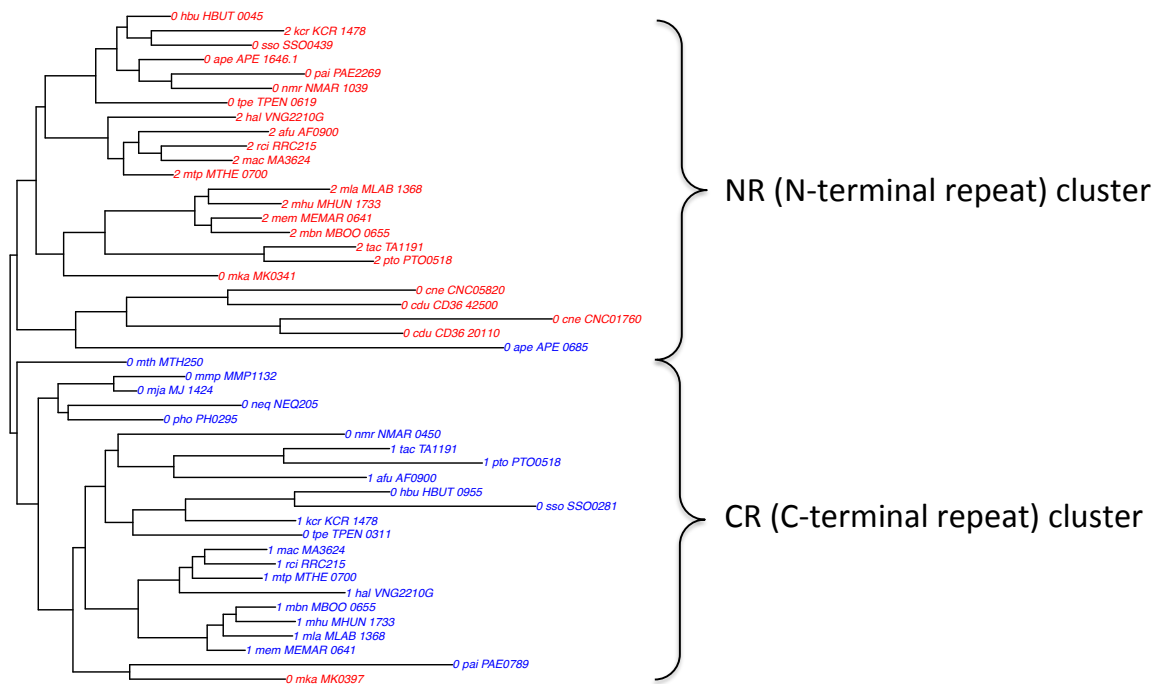 0 hbu HBUT 0045
2 kcr KCR 1478
0 sso SSO0439
0 ape APE 1646.1
0 pai PAE2269
0 nmr NMAR 1039
0 tpe TPEN 0619
2 hal VNG2210G
2 afu AF0900
2 rci RRC215
2 mac MA3624
2 mtp MTHE 0700
2 mla MLAB 1368
2 mhu MHUN 1733
2 mem MEMAR 0641
2 mbn MBOO 0655
2 tac TA1191
2 pto PTO0518
0 mka MK0341
0 cne CNC05820
0 cdu CD36 42500
0 cne CNC01760
0 cdu CD36 20110
0 ape APE 0685
NR (N-terminal repeat) cluster
0 mth MTH250
0 mmp MMP1132
0 mja MJ 1424
0 neq NEQ205
0 pho PH0295
0 nmr NMAR 0450
1 tac TA1191
1 pto PTO0518
1 afu AF0900
0 hbu HBUT 0955
0 sso SSO0281
1 kcr KCR 1478
0 tpe TPEN 0311
1 mac MA3624
1 rci RRC215
1 mtp MTHE 0700
1 hal VNG2210G
1 mbn MBOO 0655
1 mhu MHUN 1733
1 mla MLAB 1368
1 mem MEMAR 0641
0 pai PAE0789
0 mka MK0397
CR (C-terminal repeat) cluster